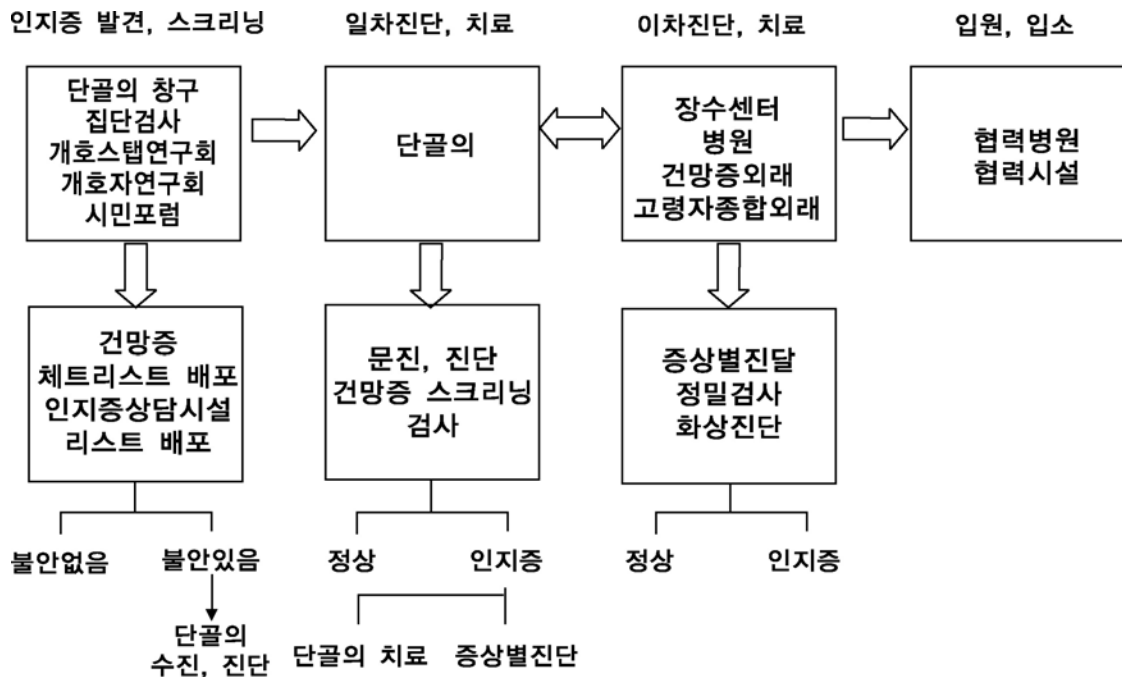 인지증 발견, 스크리닝
일차진단, 치료
이차진단, 치료
입원, 입소
단골의 창구
집단검사
개호스탭연구회
개호자연구회
시민포럼
단골의
장수센터
병원
건망증외래
고령자종합외래
협력병원
협력시설
건망증
체트리스트 배포
인지증상담시설
리스트 배포
문진, 진단
건망증 스크리닝
검사
증상별진달
정밀검사
화상진단
불안없음
불안있음
정상
인지증
정상
인지증
단골의
수진, 진단
단골의 치료
증상별진단